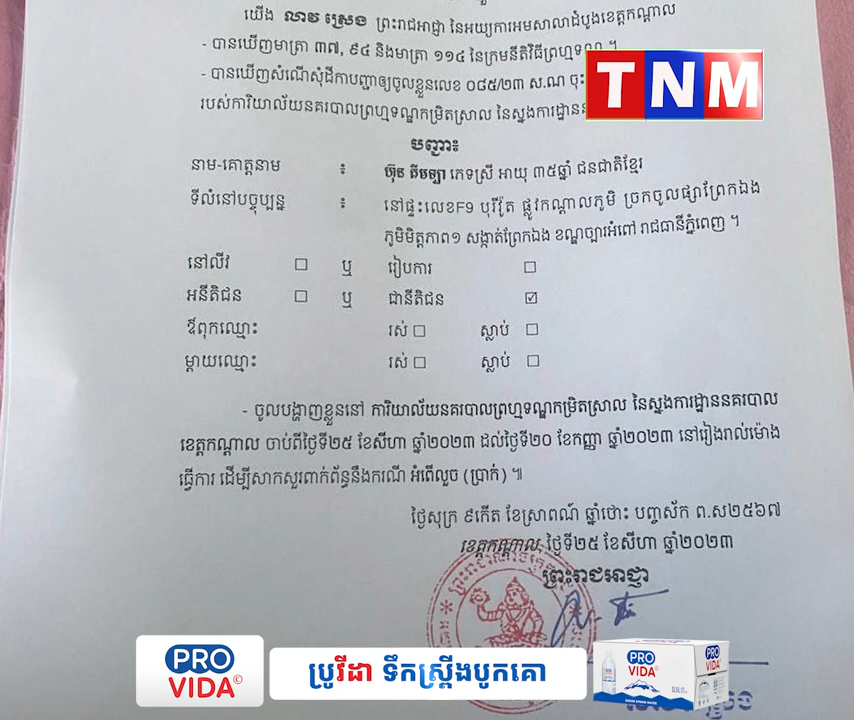 យើង លាវ ស្រេង ព្រះរាជអាជ្ញា នៃអយ្យការអមសាលាដំបូងខេត្តកណ្តាល
- បានឃើញមាត្រា ៣៧, ៩៤ និងមាត្រា ១១៤ នៃក្រមនីតិវិធីព្រហ្មទណ្ឌ ។
- បានឃើញសំណើសុំដីកាបញ្ជាឲ្យចូលខ្លួនលេខ ០៨៥/២៣ ស.ណ ចុះ
របស់ការិយាល័យនគរបាលព្រហ្មទណ្ឌកម្រិតស្រាល នៃស្នងការដ្ឋាន
TNM
បញ្ជា៖
នាម-គោត្តនាម ៖ ហ៊ុន គឹមឡា ភេទស្រី អាយុ ៣៥ឆ្នាំ ជនជាតិខ្មែរ
ទីលំនៅបច្ចុប្បន្ន ៖ នៅផ្ទះលេខF9 បុរីវ៉ូត ផ្លូវកណ្តាលភូមិ ច្រកចូលផ្សាព្រែកឯង
ភូមិមិត្តភាព១ សង្កាត់ព្រែកឯង ខណ្ឌច្បារអំពៅ រាជធានីភ្នំពេញ ។
នៅលីវ ☐ ឬ រៀបការ ☐
អនីតិជន ☐ ឬ ជានីតិជន ☑
ឪពុកឈ្មោះ រស់ ☐ ស្លាប់ ☐
ម្តាយឈ្មោះ រស់ ☐ ស្លាប់ ☐
- ចូលបង្ហាញខ្លួននៅ ការិយាល័យនគរបាលព្រហ្មទណ្ឌកម្រិតស្រាល នៃស្នងការដ្ឋាននគរបាល
ខេត្តកណ្តាល ចាប់ពីថ្ងៃទី២៥ ខែសីហា ឆ្នាំ២០២៣ ដល់ថ្ងៃទី២០ ខែកញ្ញា ឆ្នាំ២០២៣ នៅរៀងរាល់ម៉ោង
ធ្វើការ ដើម្បីសាកសួរពាក់ព័ន្ធនឹងករណី អំពើលួច (ប្រាក់) ៕
ថ្ងៃសុក្រ ៩កើត ខែស្រាពណ៍ ឆ្នាំថោះ បញ្ចស័ក ព.ស២៥៦៧
ខេត្តកណ្តាល ថ្ងៃទី២៥ ខែសីហា ឆ្នាំ២០២៣
ព្រះរាជអាជ្ញា
PRO
VIDA
ប្រូវីដា ទឹកស្ព្រីងបូកគោ
PRO
VIDA